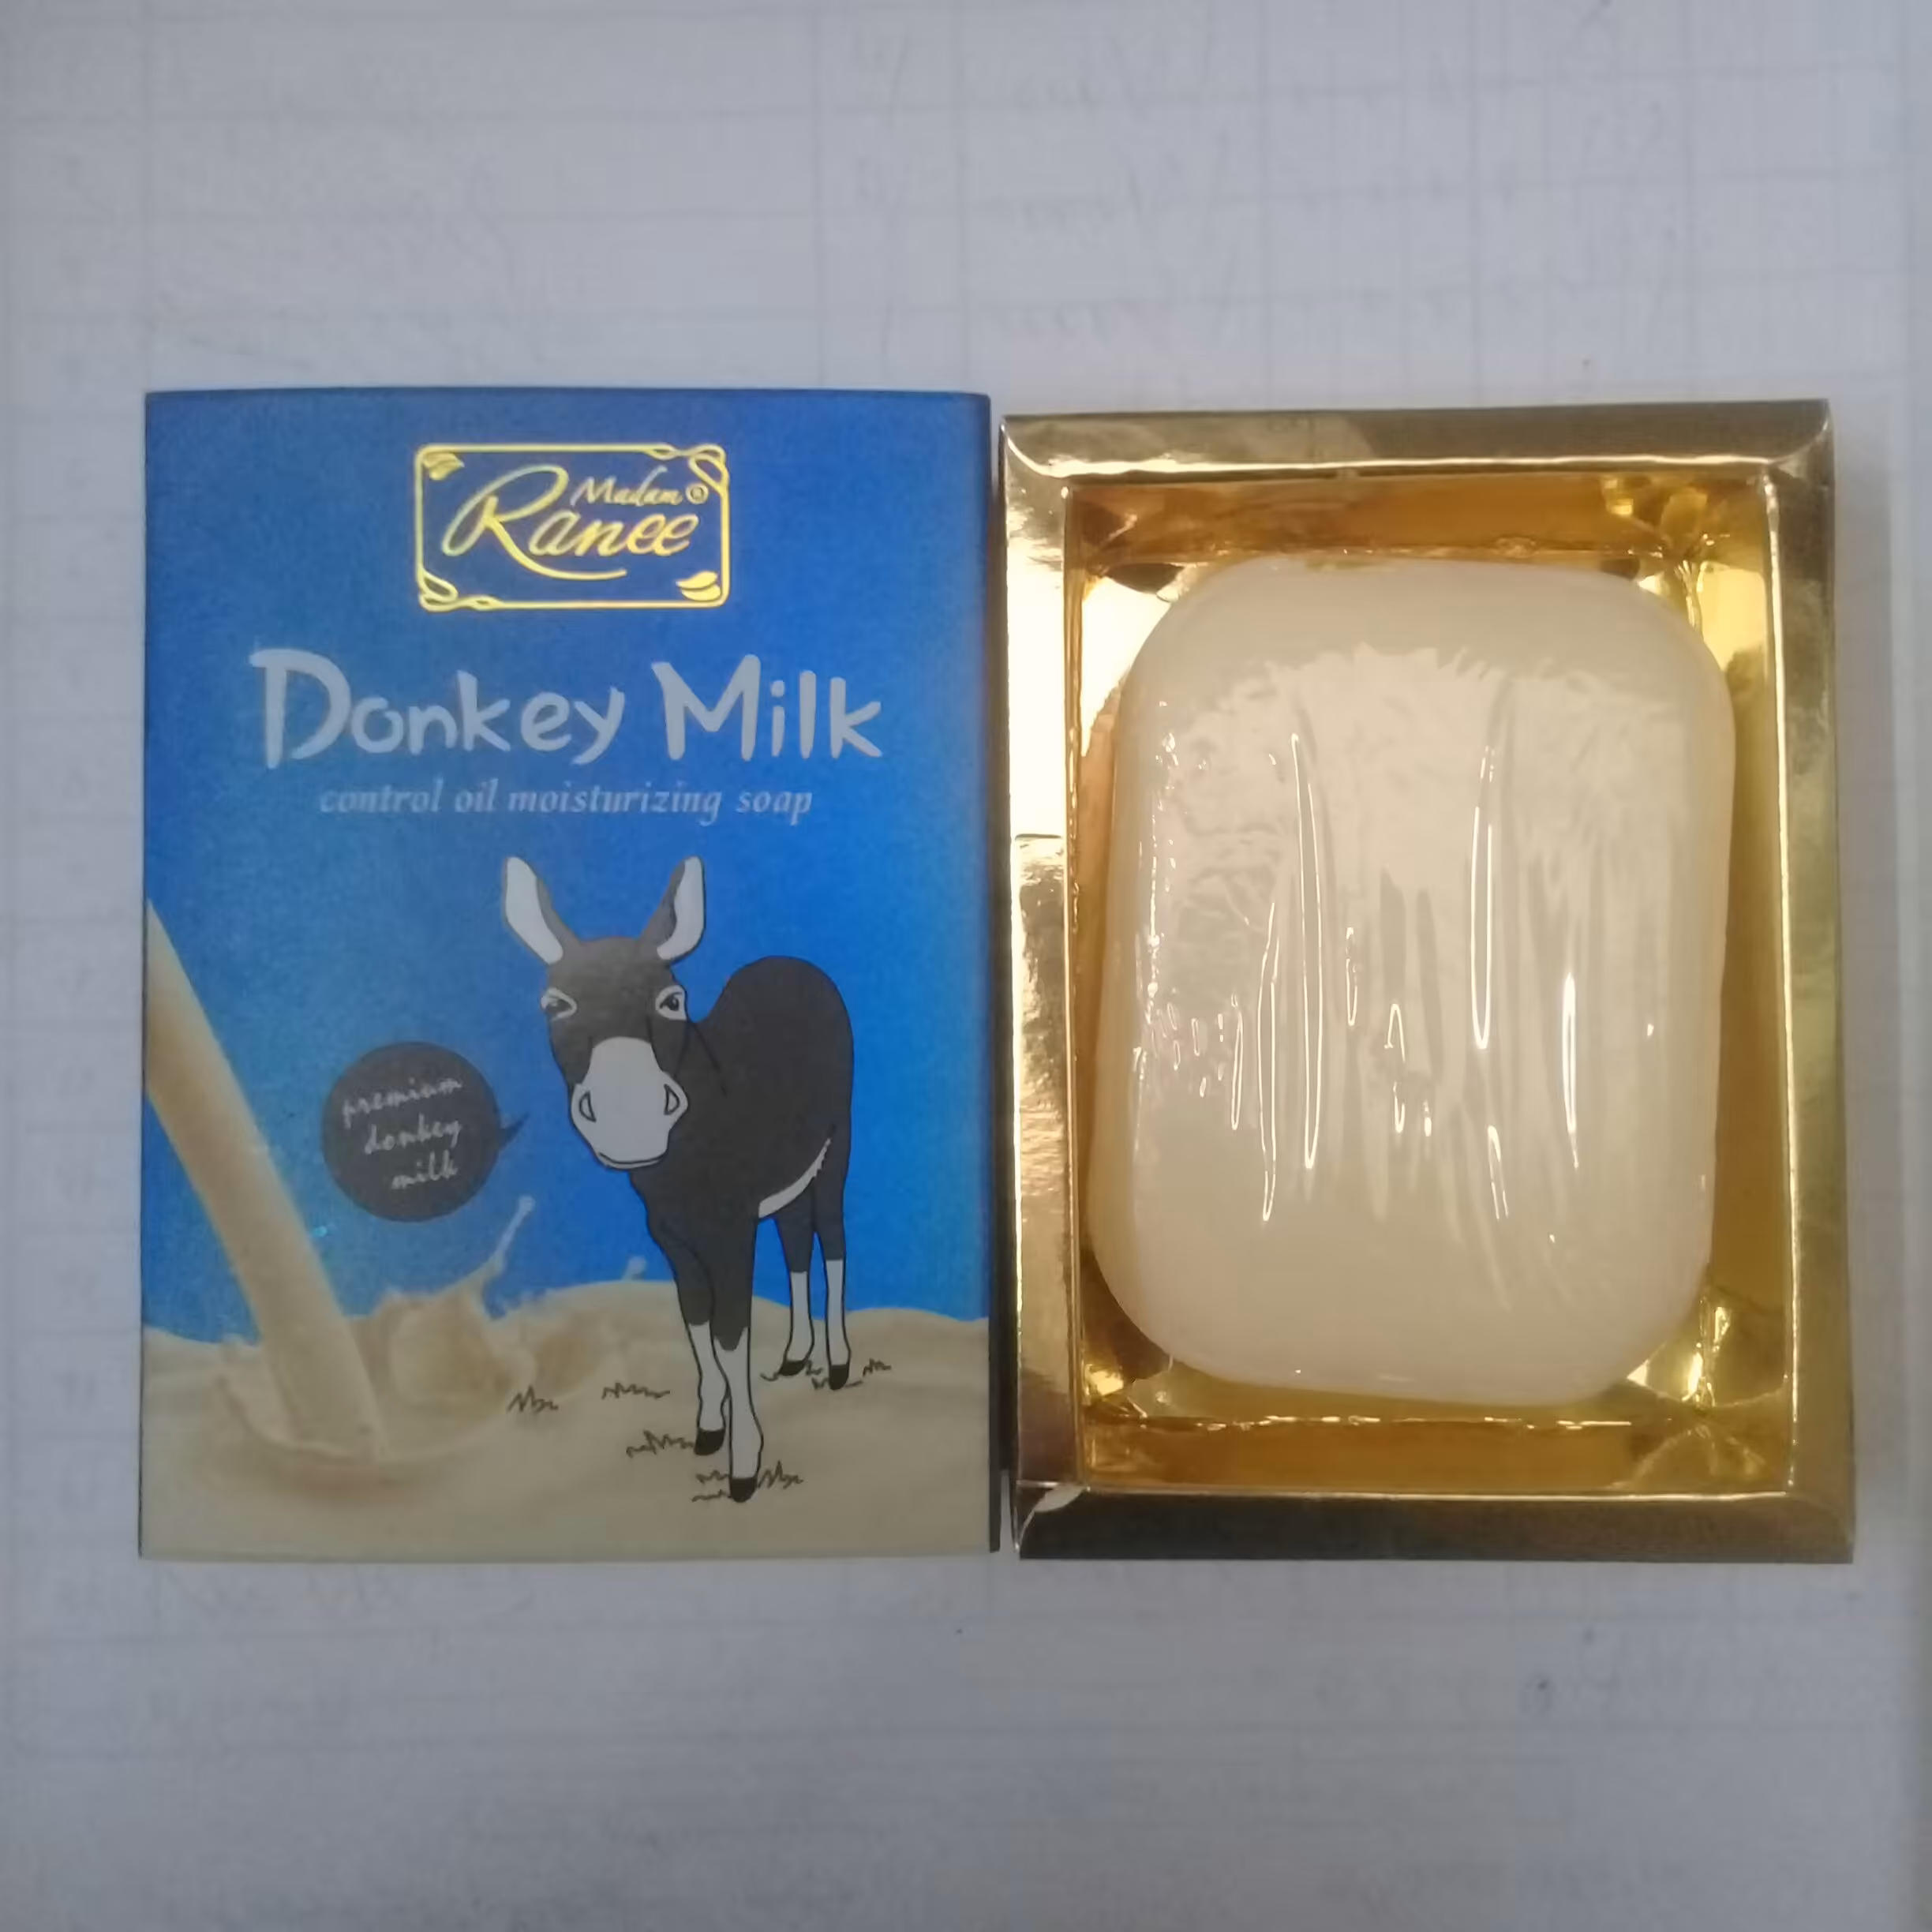 Madam®
Ranee
Donkey Milk
control oil moisturizing soap
premium
donkey
milk